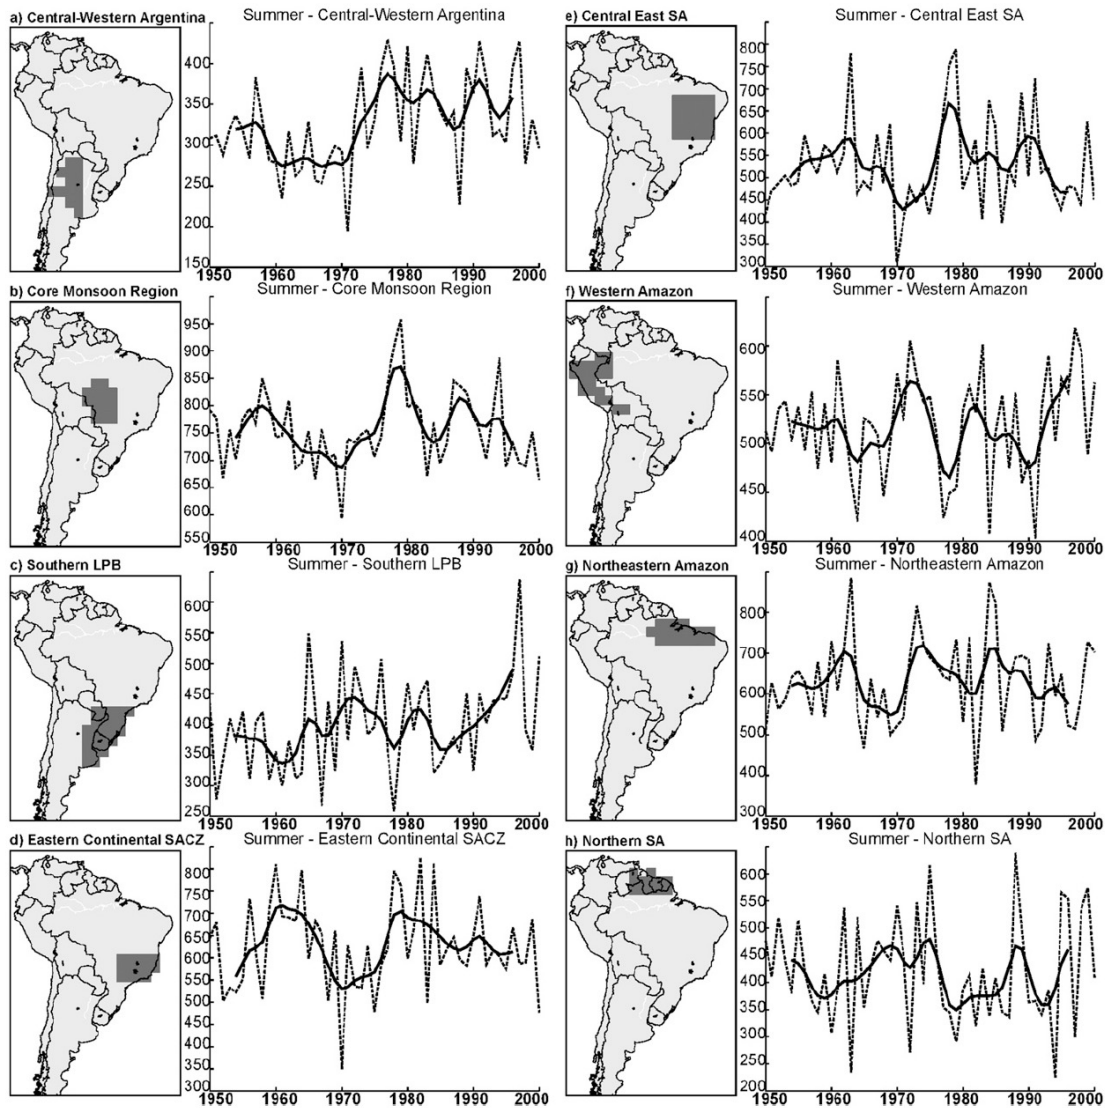 a) Central-Western Argentina
Summer - Central-Western Argentina
400
350
300
250
200
150
1950 1960 1970 1980 1990 2000
b) Core Monsoon Region
Summer - Core Monsoon Region
950
900
850
800
750
700
650
600
550
1950 1960 1970 1980 1990 2000
c) Southern LPB
Summer - Southern LPB
600
550
500
450
400
350
300
250
1950 1960 1970 1980 1990 2000
d) Eastern Continental SACZ
Summer - Eastern Continental SACZ
800
750
700
650
600
550
500
450
400
350
300
1950 1960 1970 1980 1990 2000
e) Central East SA
Summer - Central East SA
850
800
750
700
650
600
550
500
450
400
350
300
1950 1960 1970 1980 1990 2000
f) Western Amazon
Summer - Western Amazon
600
550
500
450
400
1950 1960 1970 1980 1990 2000
g) Northeastern Amazon
Summer - Northeastern Amazon
800
700
600
500
400
300
1950 1960 1970 1980 1990 2000
h) Northern SA
Summer - Northern SA
600
550
500
450
400
350
300
250
200
1950 1960 1970 1980 1990 2000